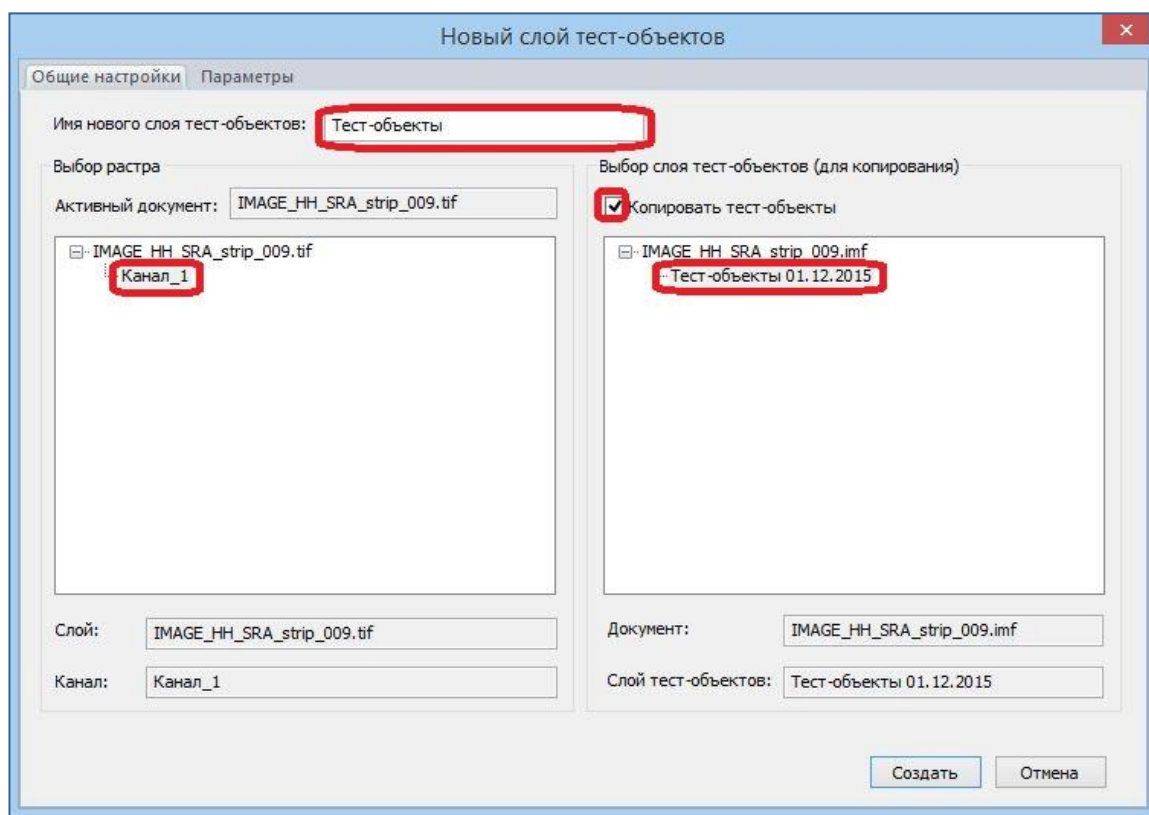 Новый слой тест-объектов
Общие настройки Параметры
Имя нового слоя тест-объектов: Тест-объекты
Выбор растра
Активный документ: IMAGE_HH_SRA_strip_009.tif
IMAGE_HH_SRA_strip_009.tif
Канал_1
Слой: IMAGE_HH_SRA_strip_009.tif
Канал: Канал_1
Выбор слоя тест-объектов (для копирования)
Копировать тест-объекты
IMAGE_HH_SRA_strip_009.imf
Тест-объекты 01.12.2015
Документ: IMAGE_HH_SRA_strip_009.imf
Слой тест-объектов: Тест-объекты 01.12.2015
Создать Отмена